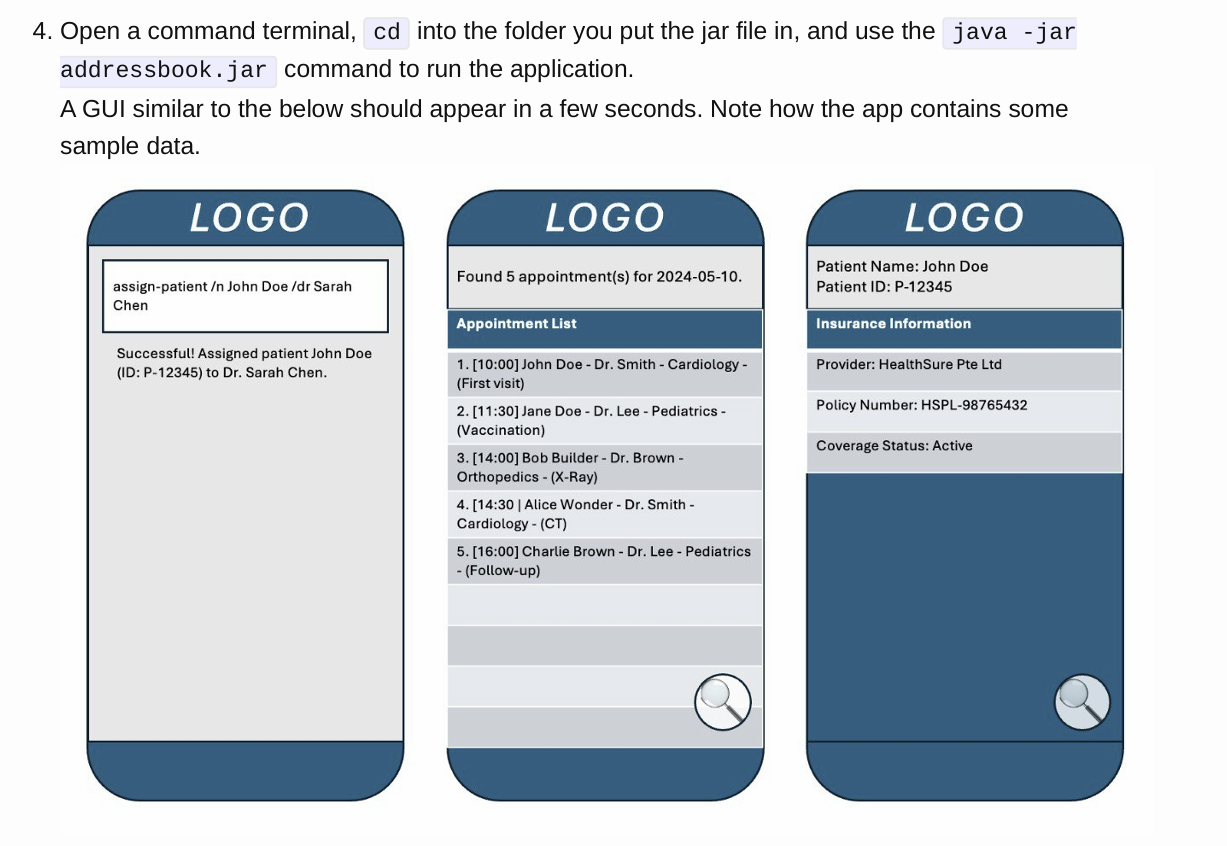 4. Open a command terminal, cd into the folder you put the jar file in, and use the java -jar
addressbook.jar command to run the application.
A GUI similar to the below should appear in a few seconds. Note how the app contains some
sample data.
LOGO
assign-patient /n John Doe /dr Sarah
Chen
Successful! Assigned patient John Doe
(ID: P-12345) to Dr. Sarah Chen.
LOGO
Found 5 appointment(s) for 2024-05-10.
Appointment List
1. [10:00] John Doe - Dr. Smith - Cardiology -
(First visit)
2. [11:30] Jane Doe - Dr. Lee - Pediatrics -
(Vaccination)
3. [14:00] Bob Builder - Dr. Brown -
Orthopedics - (X-Ray)
4. [14:30 | Alice Wonder - Dr. Smith -
Cardiology - (CT)
5. [16:00] Charlie Brown - Dr. Lee - Pediatrics
- (Follow-up)
LOGO
Patient Name: John Doe
Patient ID: P-12345
Insurance Information
Provider: HealthSure Pte Ltd
Policy Number: HSPL-98765432
Coverage Status: Active